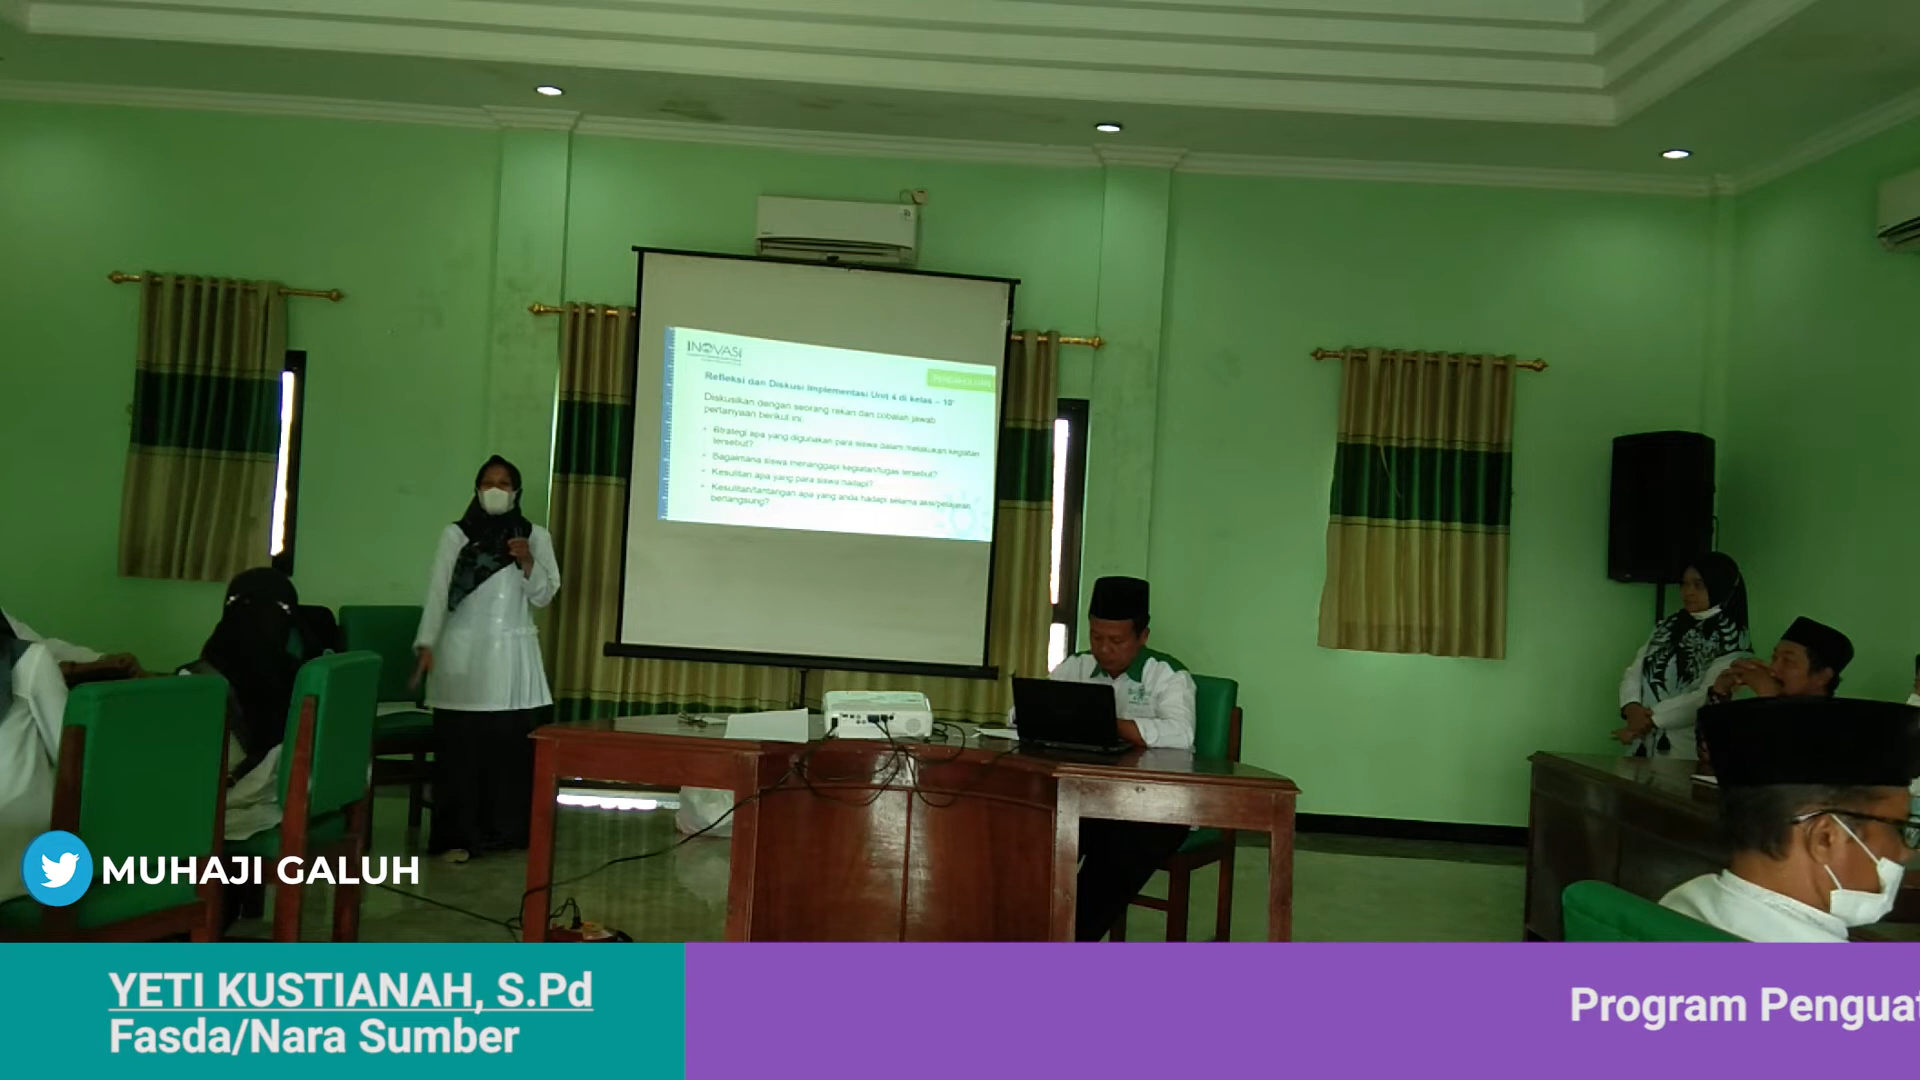 INOVASI
PENDAHULUAN
Refleksi dan Diskusi Implementasi Unit 4 di kelas – 10'
Diskusikan dengan seorang rekan dan cobalah jawab
pertanyaan berikut ini:
• Strategi apa yang digunakan para siswa dalam melakukan kegiatan
tersebut?
• Bagaimana siswa menanggapi kegiatan/tugas tersebut?
• Kesulitan apa yang para siswa hadapi?
• Kesulitan/tantangan apa yang anda hadapi selama aksi/pelajaran
berlangsung?
MUHAJI GALUH
YETI KUSTIANAH, S.Pd
Fasda/Nara Sumber
Program Penguat